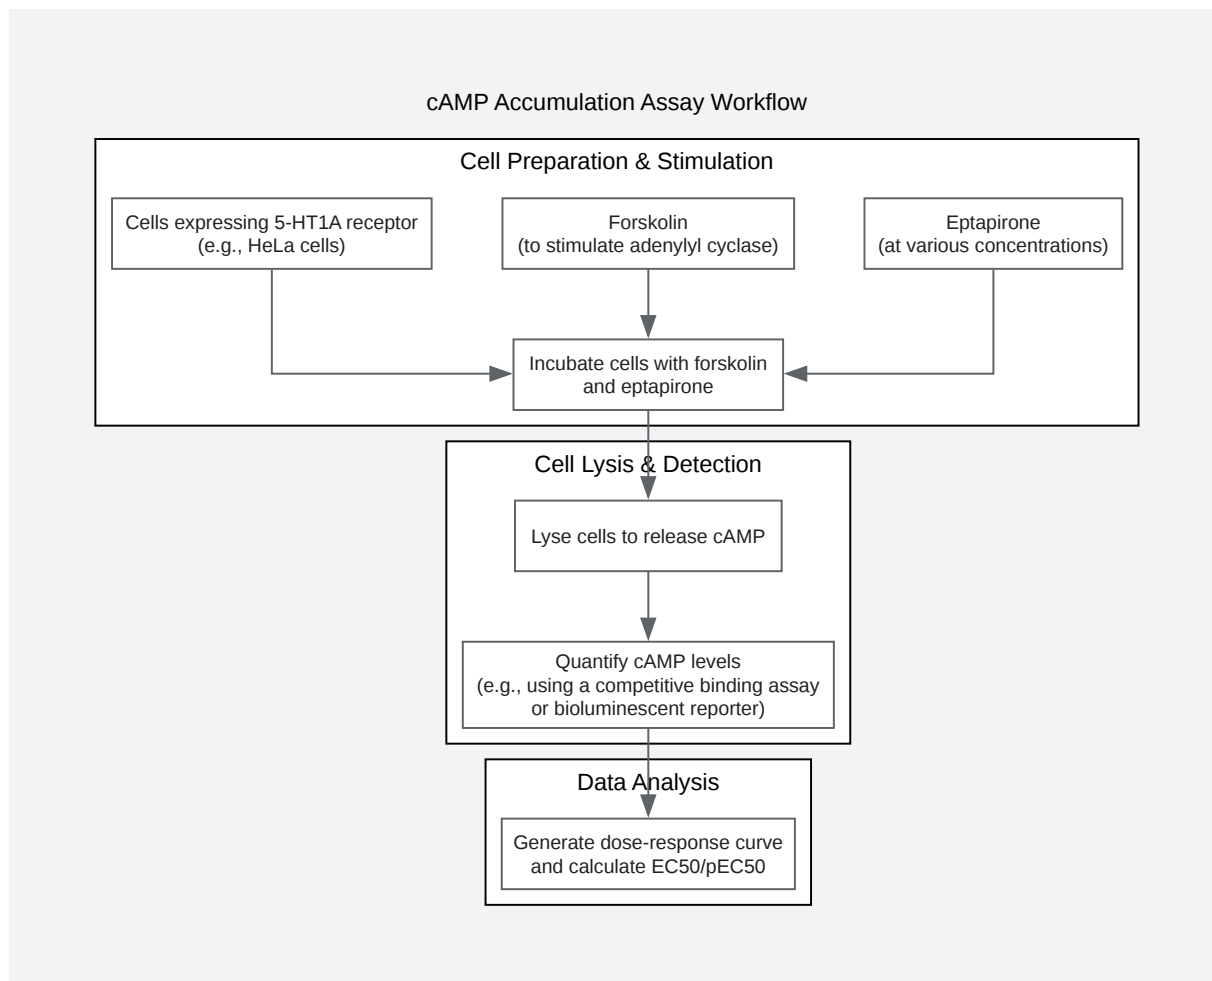 cAMP Accumulation Assay Workflow
Cell Preparation & Stimulation
Cells expressing 5-HT1A receptor
(e.g., HeLa cells)
Forskolin
(to stimulate adenylyl cyclase)
Eptapirone
(at various concentrations)
Incubate cells with forskolin
and eptapirone
Cell Lysis & Detection
Lyse cells to release cAMP
Quantify cAMP levels
(e.g., using a competitive binding assay
or bioluminescent reporter)
Data Analysis
Generate dose-response curve
and calculate EC50/pEC50